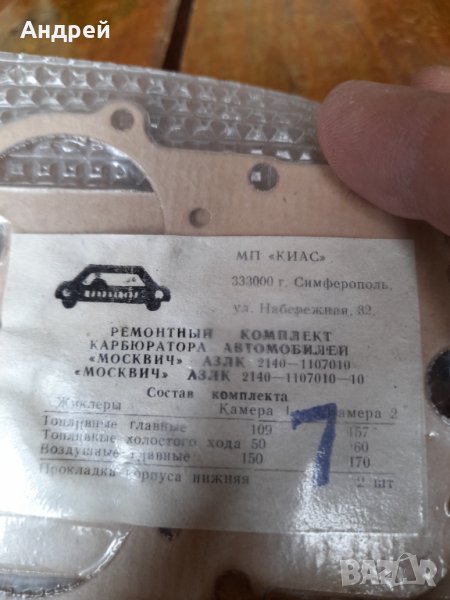 Андрей
МП «КИАС»
333000 г. Симферополь,
ул. Набережная, 82.
РЕМОНТНЫЙ КОМПЛЕКТ
КАРБЮРАТОРА АВТОМОБИЛЕЙ
«МОСКВИЧ» АЗЛК 2140—1107010
«МОСКВИЧ» АЗЛК 2140—1107010—10
Состав комплекта
Жиклеры Камера 1 Камера 2
Топливные главные 109 157
Топливные холостого хода 50 60
Воздушные главные 150 170
Прокладка корпуса нижняя 2 шт
7
BAZAR